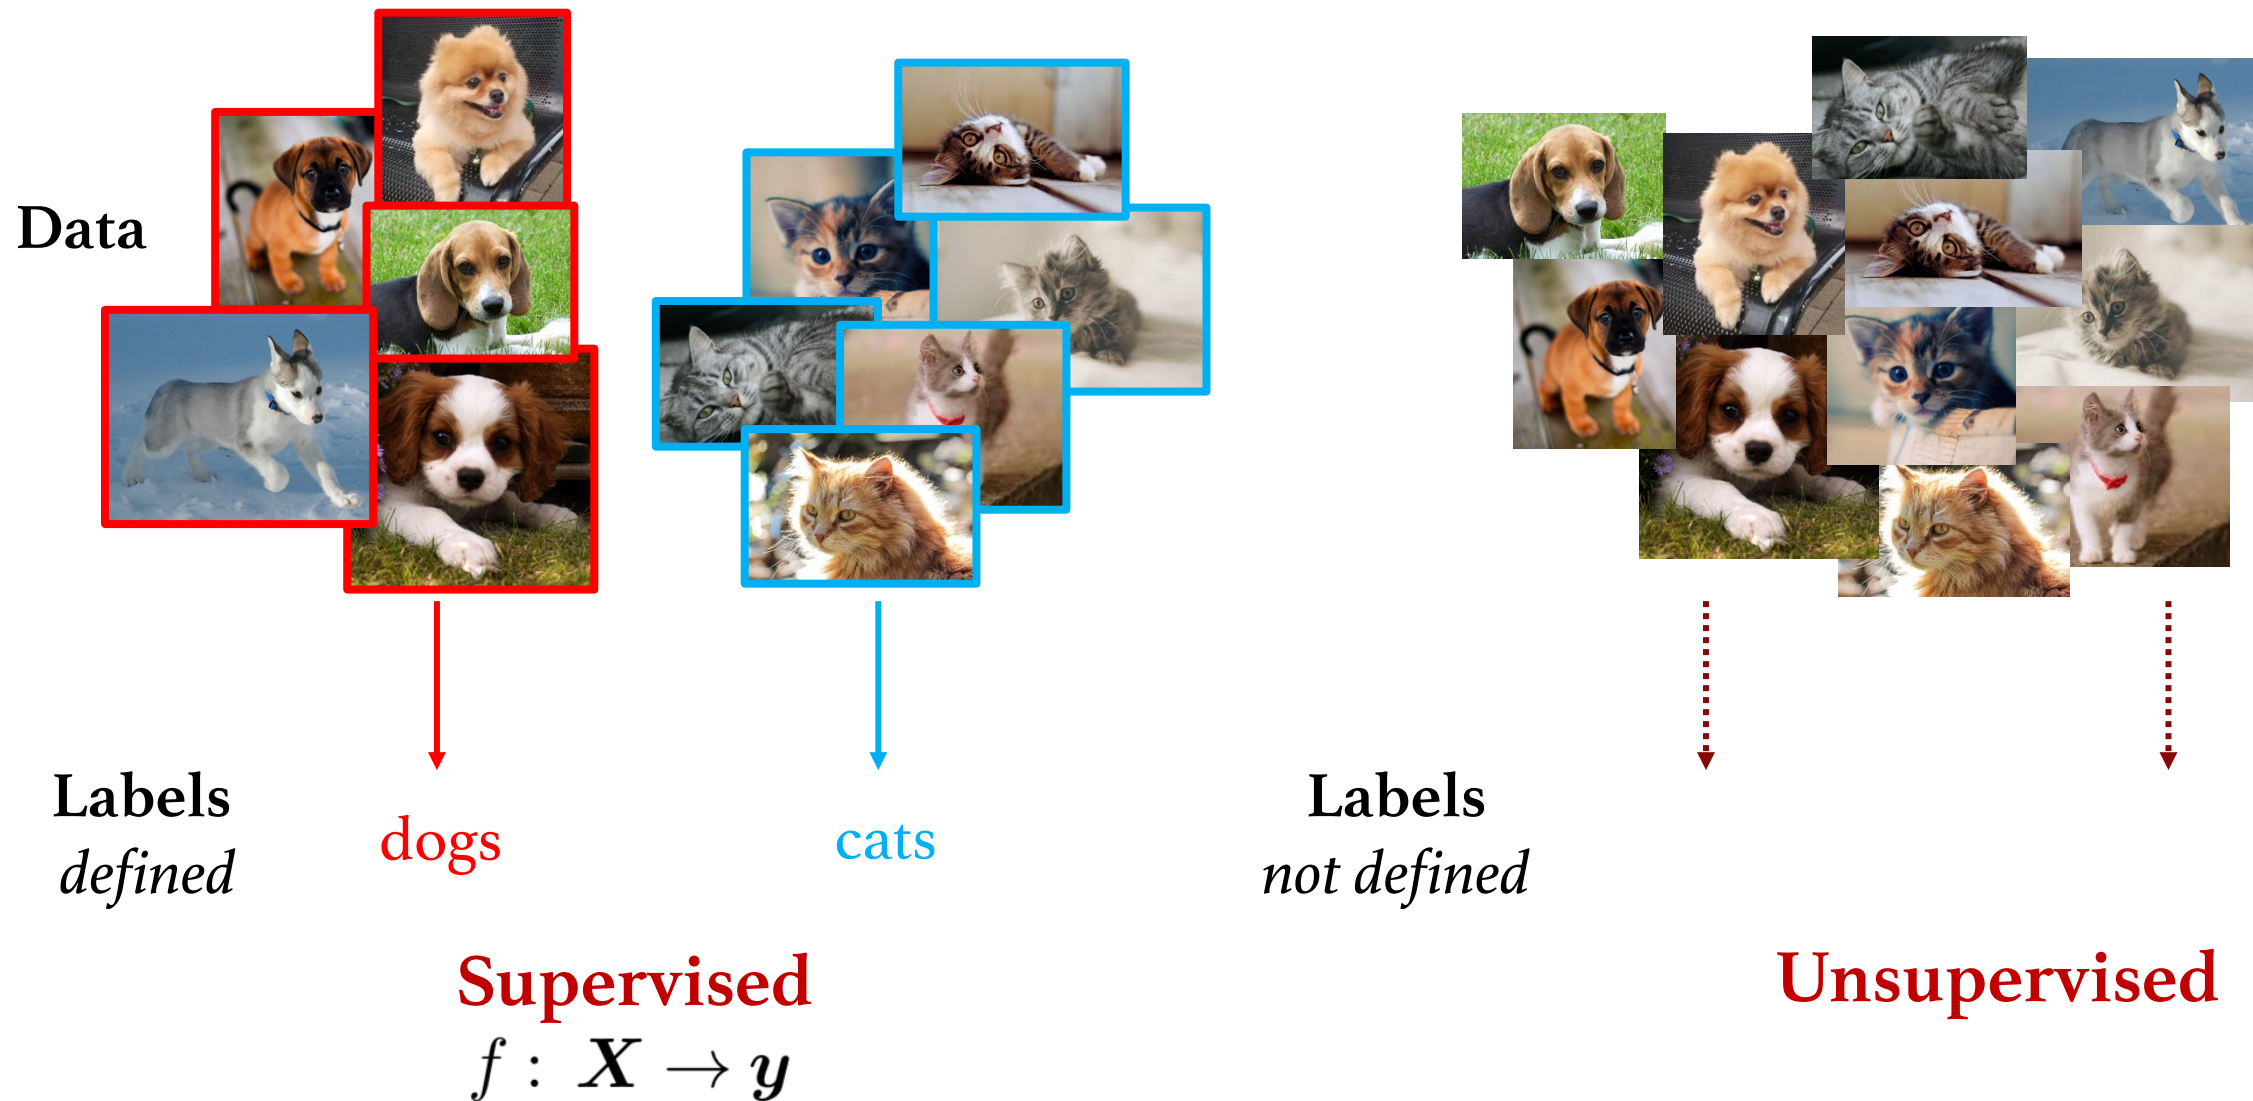 Data
Labels
defined
dogs
cats
Labels
not defined
Supervised
f : X → y
Unsupervised